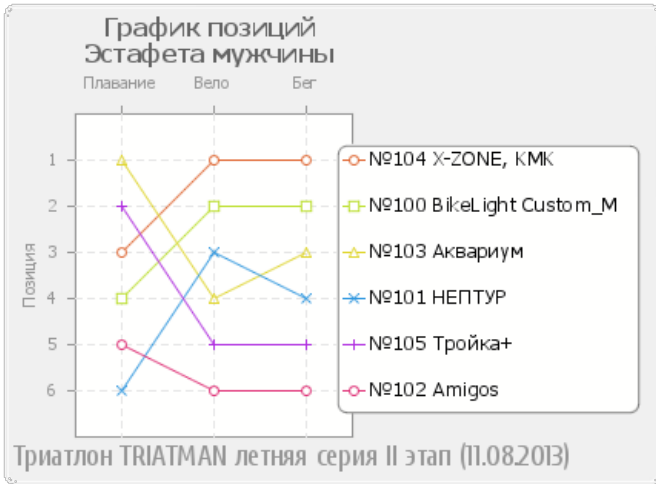 График позиций
Эстафета мужчины
Плавание Вело Бег
Позиция
1 №104 X-ZONE, КМК
2 №100 BikeLight Custom_M
3 №103 Аквариум
4 №101 НЕПТУР
5 №105 Тройка+
6 №102 Amigos
Триатлон TRIATMAN летняя серия II этап (11.08.2013)